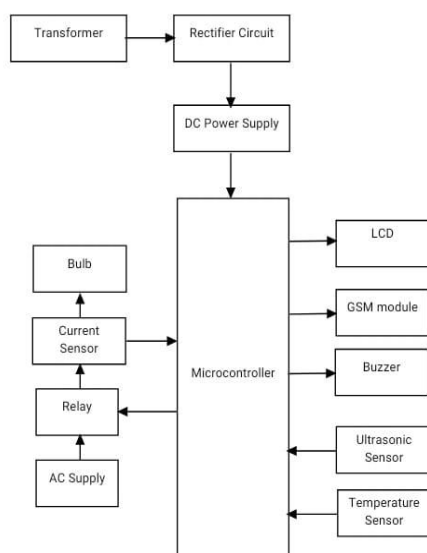 Transformer
Rectifier Circuit
DC Power Supply
LCD
Bulb
GSM module
Current
Sensor
Buzzer
Microcontroller
Relay
Ultrasonic
Sensor
AC Supply
Temperature
Sensor